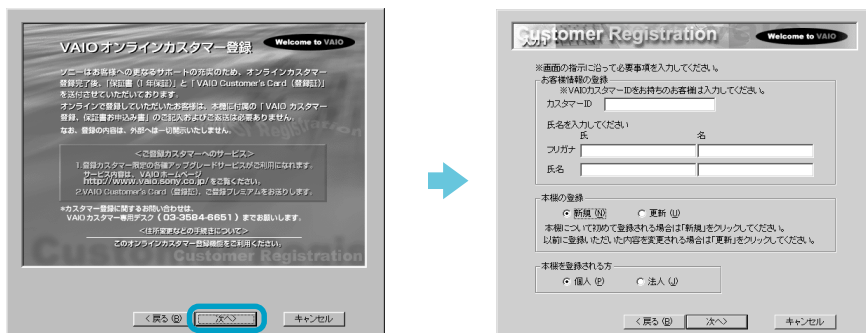 VAIOオンラインカスタマー登録
Welcome to VAIO
ソニーはお客様への更なるサポートの充実のため、オンラインカスタマー
登録完了後、「保証書(1年保証)」と「VAIO Customer's Card(登録証)」
を送付させていただいております。
オンラインで登録していただいたお客様は、本機に付属の「VAIOカスタマー
登録、保証書お申込み書」のご記入およびご返送は必要ありません。
なお、登録の内容は、外部へは一切開示いたしません。
<ご登録カスタマーへのサービス>
1.登録カスタマー限定の各種アップグレードサービスがご利用になれます。
サービス内容は、VAIOホームページ
http://www.vaio.sony.co.jp/をご覧ください。
2.VAIO Customer's Card(登録証)、ご登録プレミアムをお送りします。
*カスタマー登録に関するお問い合わせは、
VAIOカスタマー専用デスク(03-3584-6651)までお願いします。
<住所変更などの手続きについて>
このオンラインカスタマー登録機能をご利用ください。
Customer Registration
<戻る(B)
次へ>
キャンセル
Customer Registration
入力
Welcome to VAIO
※画面の指示に沿って必要事項を入力してください。
お客様情報の登録
※VAIOカスタマーIDをお持ちのお客様は入力してください。
カスタマーID
氏名を入力してください
氏 名
フリガナ
氏名
本機の登録
新規(N) 更新(U)
本機について初めて登録される場合は「新規」をクリックしてください。
以前に登録いただいた内容を変更される場合は「更新」をクリックしてください。
本機を登録される方
個人(P) 法人(J)
<戻る(B)
次へ>
キャンセル